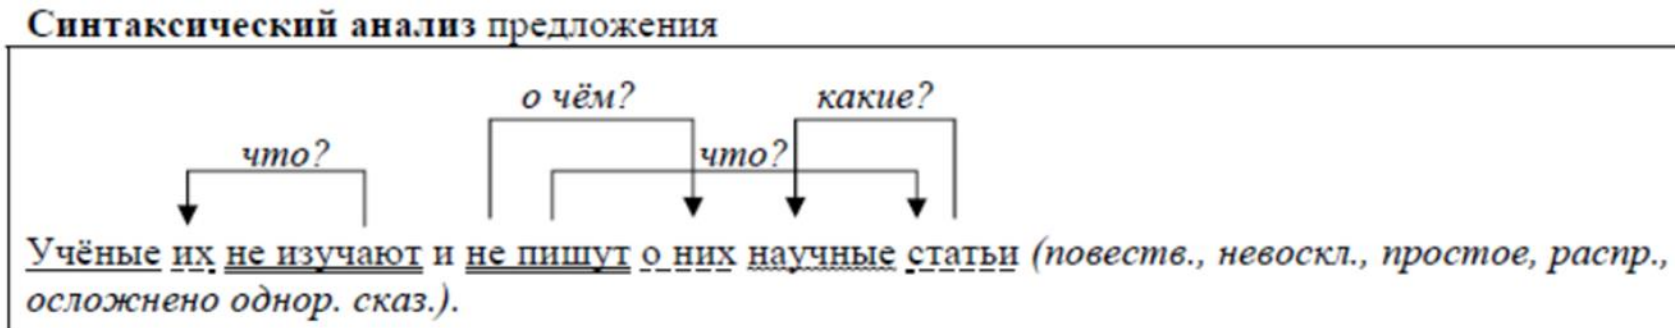 Синтаксический анализ предложения
о чём? какие?
что? что?
Учёные их не изучают и не пишут о них научные статьи (повеств., невоскл., простое, распр.,
осложнено однор. сказ.).